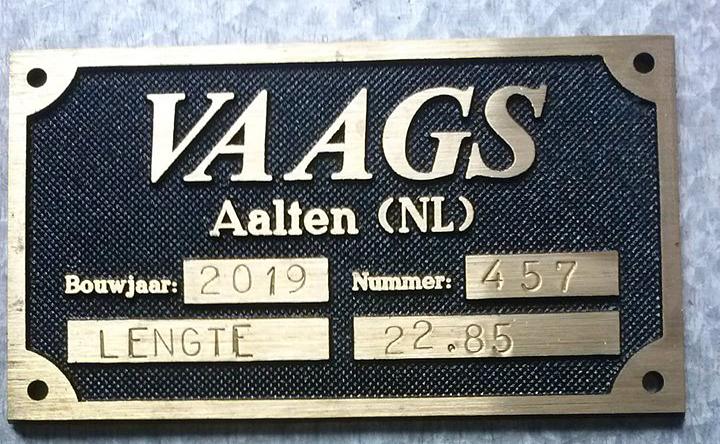 VAAGS
Aalten (NL)
Bouwjaar: 2019 Nummer: 457
LENGTE 22.85